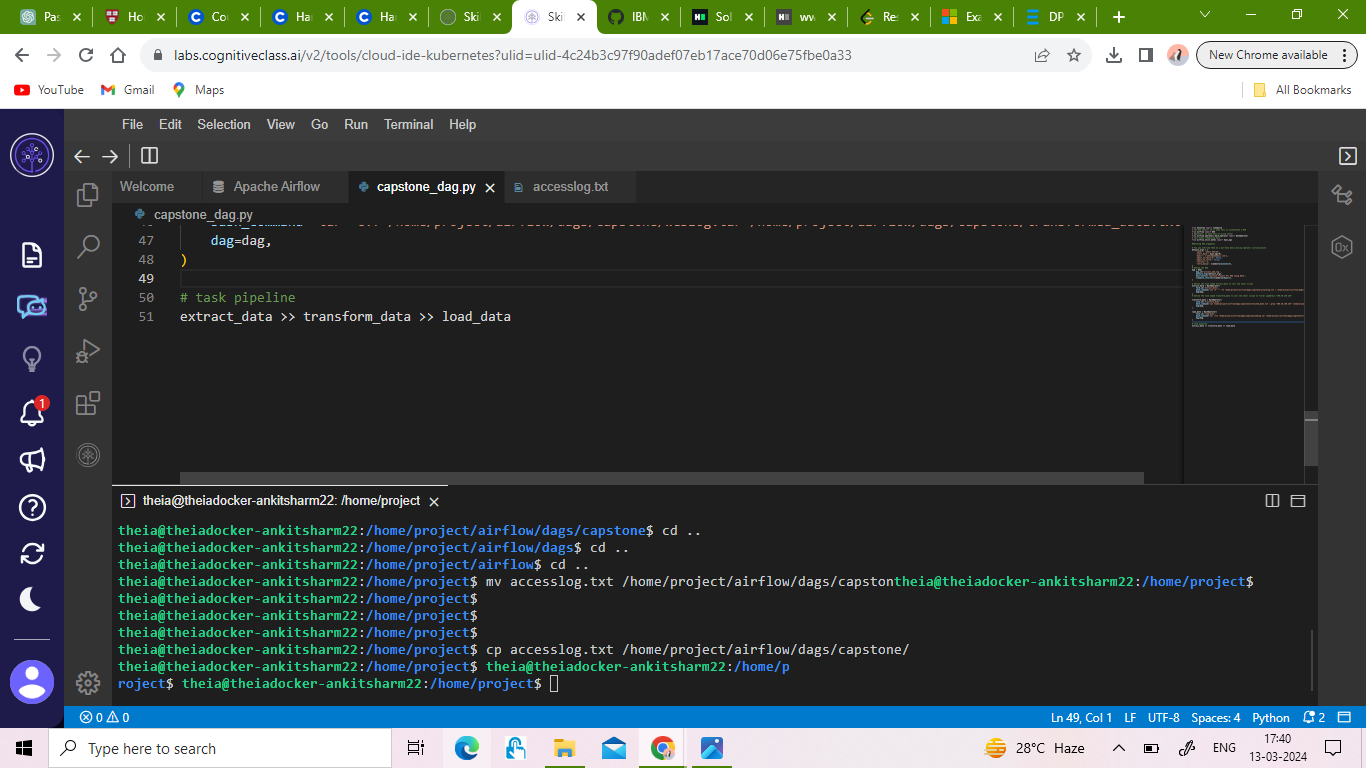 Pas
Ho
Co
Ha
Ha
Skil
Skil
IBM
Sol
ww
Re
Exa
DP
labs.cognitiveclass.ai/v2/tools/cloud-ide-kubernetes?ulid=ulid-4c24b3c97f90adef07eb17ace70d06e75fbe0a33
New Chrome available
YouTube
Gmail
Maps
All Bookmarks
File Edit Selection View Go Run Terminal Help
Welcome
Apache Airflow
capstone_dag.py
accesslog.txt
capstone_dag.py
47 dag=dag,
48 )
49
50 # task pipeline
51 extract_data >> transform_data >> load_data
1
theia@theiadocker-ankitsharm22: /home/project
theia@theiadocker-ankitsharm22:/home/project/airflow/dags/capstone$ cd ..
theia@theiadocker-ankitsharm22:/home/project/airflow/dags$ cd ..
theia@theiadocker-ankitsharm22:/home/project/airflow$ cd ..
theia@theiadocker-ankitsharm22:/home/project$ mv accesslog.txt /home/project/airflow/dags/capstontheia@theiadocker-ankitsharm22:/home/project$
theia@theiadocker-ankitsharm22:/home/project$
theia@theiadocker-ankitsharm22:/home/project$
theia@theiadocker-ankitsharm22:/home/project$
theia@theiadocker-ankitsharm22:/home/project$ cp accesslog.txt /home/project/airflow/dags/capstone/
theia@theiadocker-ankitsharm22:/home/project$ theia@theiadocker-ankitsharm22:/home/p
roject$ theia@theiadocker-ankitsharm22:/home/project$
0 0
Ln 49, Col 1 LF UTF-8 Spaces: 4 Python 2
Type here to search
28°C Haze
ENG
17:40
13-03-2024